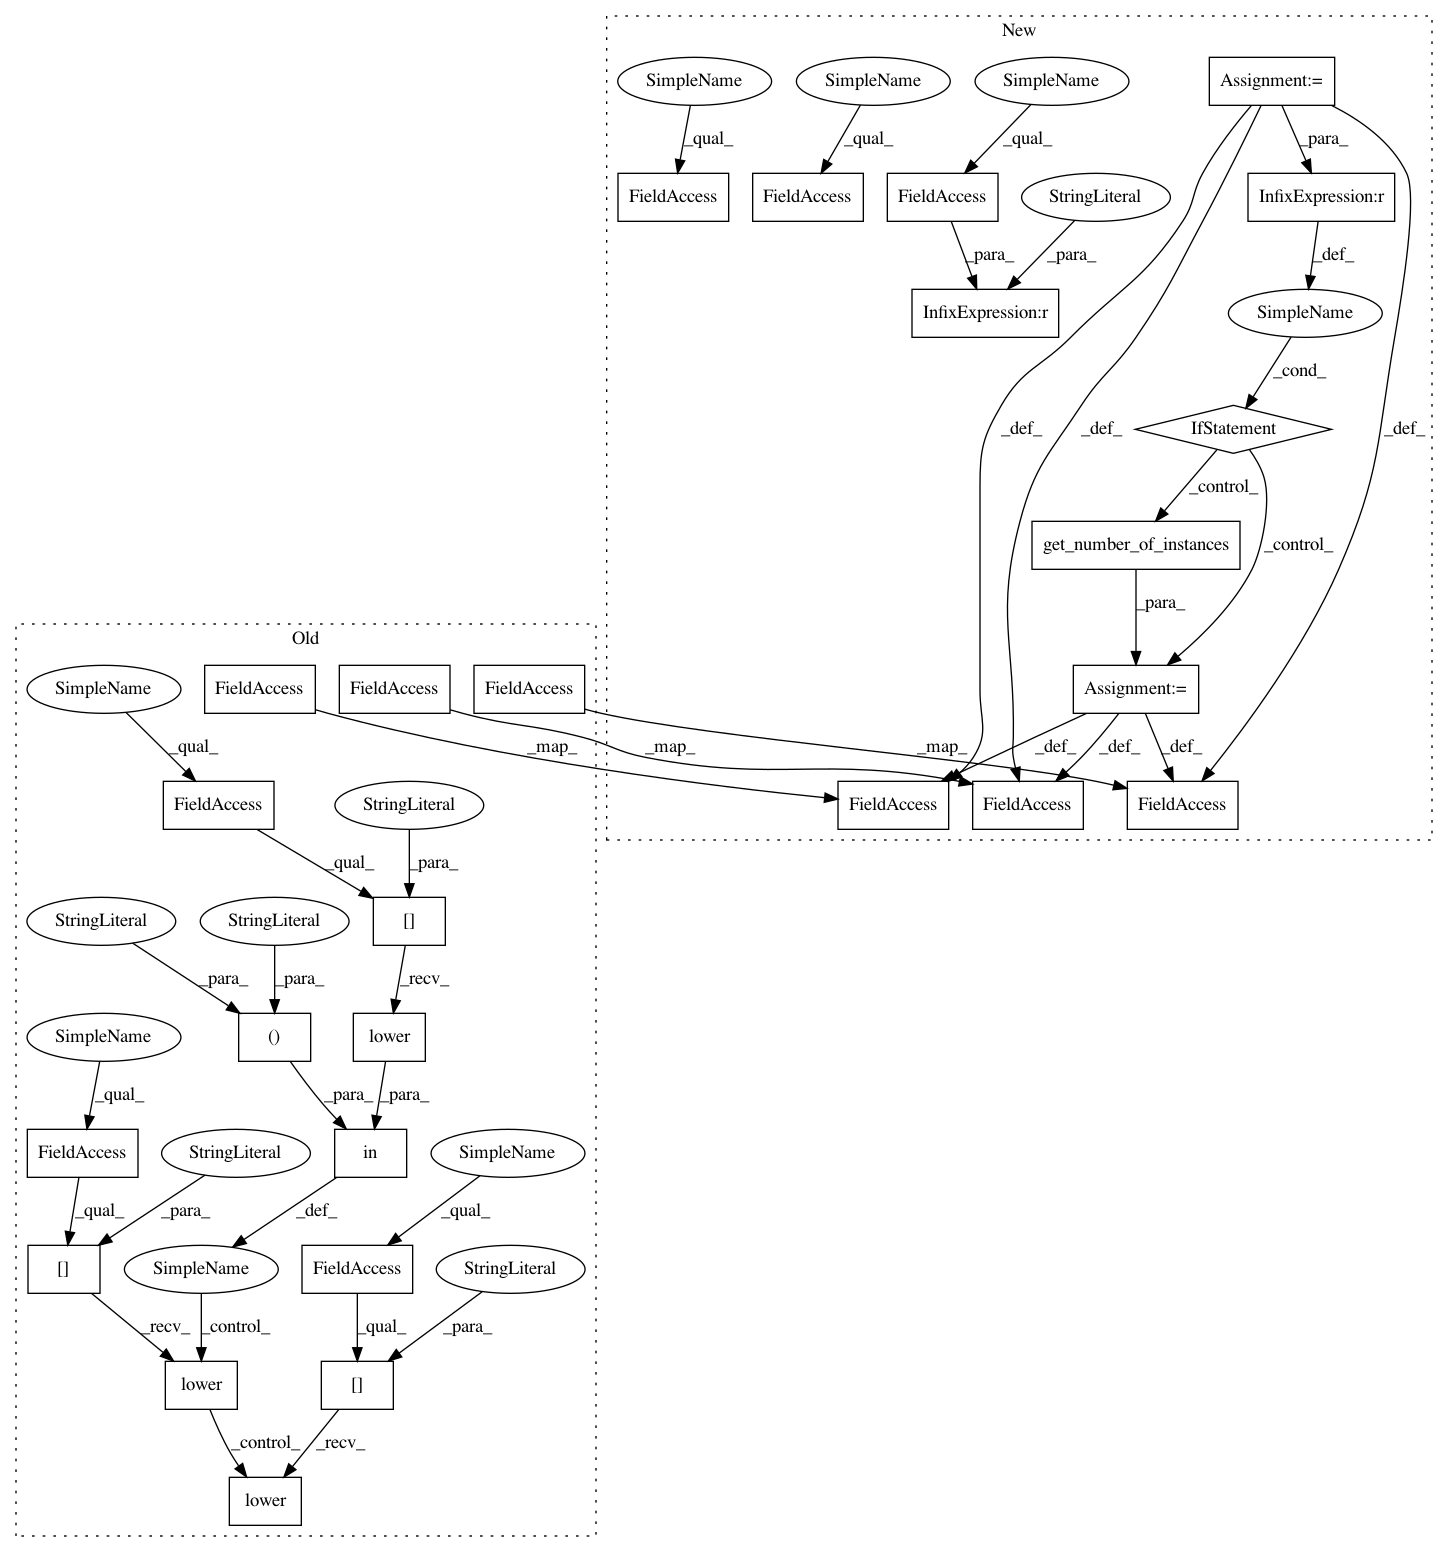 New
SimpleName
SimpleName
SimpleName
Assignment:=
_qual_
_qual_
_qual_
_para_
FieldAccess
FieldAccess
FieldAccess
StringLiteral
InfixExpression:r
_para_
_para_
_def_
InfixExpression:r
SimpleName
_cond_
_def_
_def_
IfStatement
_def_
_control_
get_number_of_instances
_control_
_para_
Old
SimpleName
FieldAccess
FieldAccess
FieldAccess
Assignment:=
_qual_
_map_
_map_
_map_
_def_
_def_
_def_
FieldAccess
StringLiteral
FieldAccess
FieldAccess
FieldAccess
_qual_
_para_
StringLiteral
StringLiteral
[]
_para_
_para_
_recv_
SimpleName
()
lower
_qual_
_para_
_para_
FieldAccess
StringLiteral
in
SimpleName
_qual_
_para_
_def_
_qual_
[]
SimpleName
FieldAccess
StringLiteral
_recv_
_control_
_qual_
_para_
lower
[]
_control_
_recv_
lower